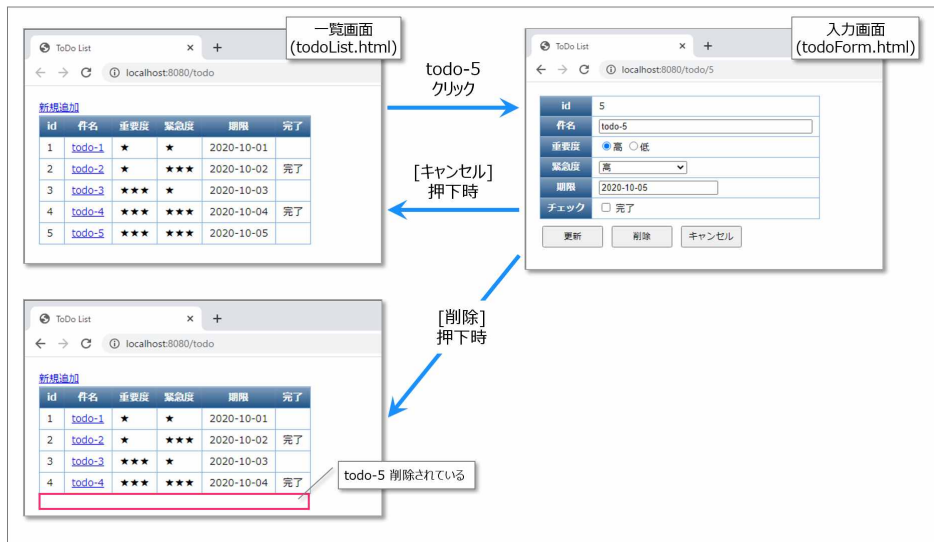 一覧画面
(todoList.html)
ToDo List
localhost:8080/todo
新規追加
id 件名 重要度 緊急度 期限 完了
1 todo-1 ★ ★ 2020-10-01
2 todo-2 ★ ★★★ 2020-10-02 完了
3 todo-3 ★★★ ★ 2020-10-03
4 todo-4 ★★★ ★★★ 2020-10-04 完了
5 todo-5 ★★★ ★★★ 2020-10-05
todo-5
クリック
[キャンセル]
押下時
入力画面
(todoForm.html)
ToDo List
localhost:8080/todo/5
id 5
件名 todo-5
重要度 高 低
緊急度 高
期限 2020-10-05
チェック 完了
更新 削除 キャンセル
[削除]
押下時
ToDo List
localhost:8080/todo
新規追加
id 件名 重要度 緊急度 期限 完了
1 todo-1 ★ ★ 2020-10-01
2 todo-2 ★ ★★★ 2020-10-02 完了
3 todo-3 ★★★ ★ 2020-10-03
4 todo-4 ★★★ ★★★ 2020-10-04 完了
todo-5 削除されている